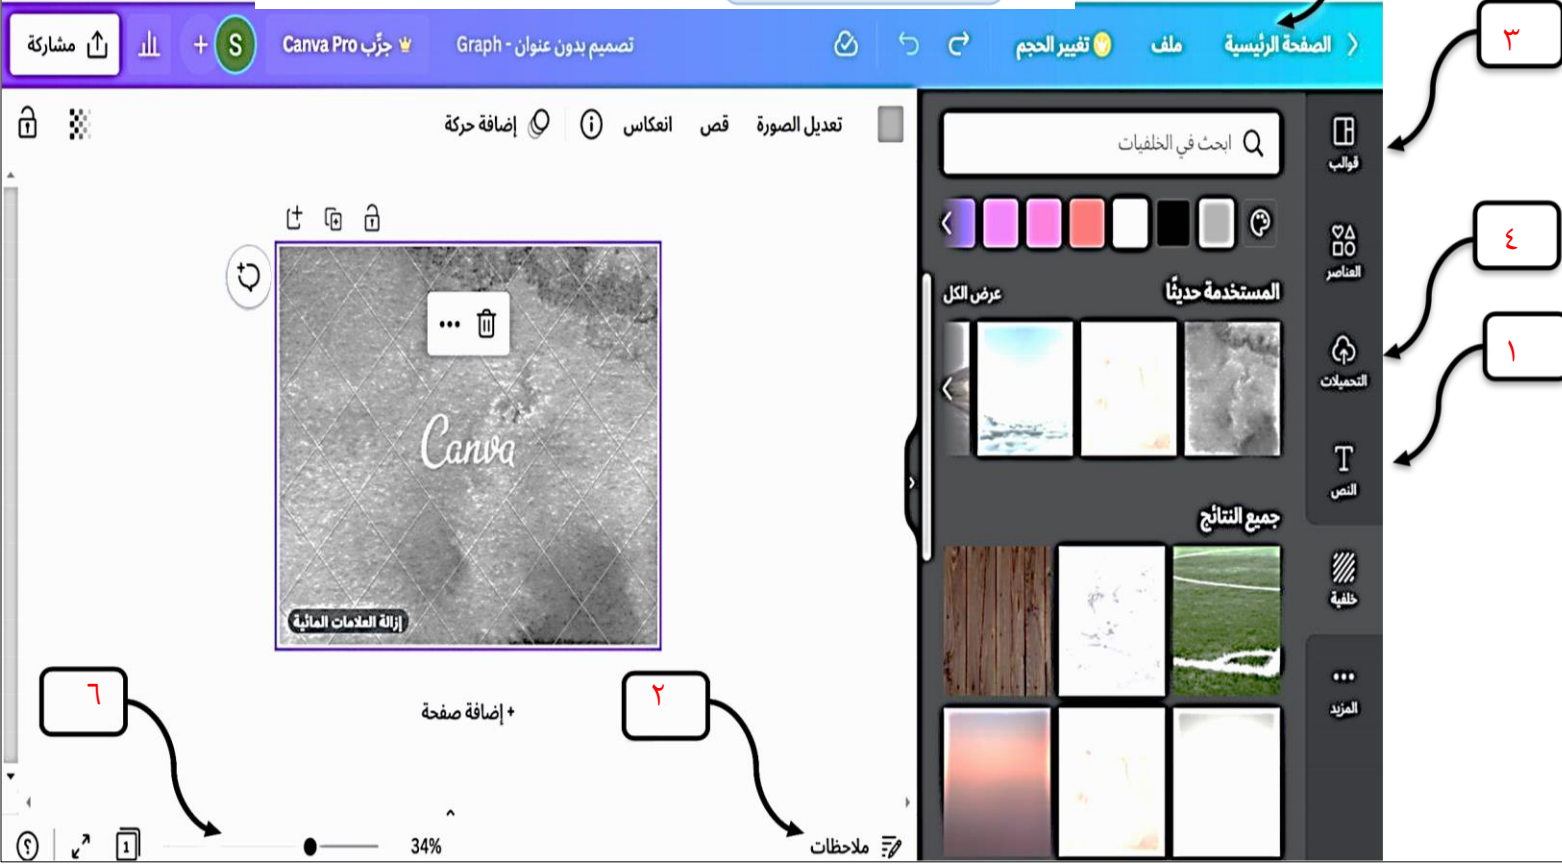 ٣
الصفحة الرئيسية
ملف
تغيير الحجم
تصميم بدون عنوان - Graph
جرِّب Canva Pro
S
+
مشاركة
تعديل الصورة
قص
انعكاس
إضافة حركة
ابحث في الخلفيات
قوالب
العناصر
٤
المستخدمة حديثًا
عرض الكل
التحميلات
١
النص
Canva
جميع النتائج
خلفية
إزالة العلامات المائية
المزيد
٦
٢
+ إضافة صفحة
ملاحظات
34%
1
?